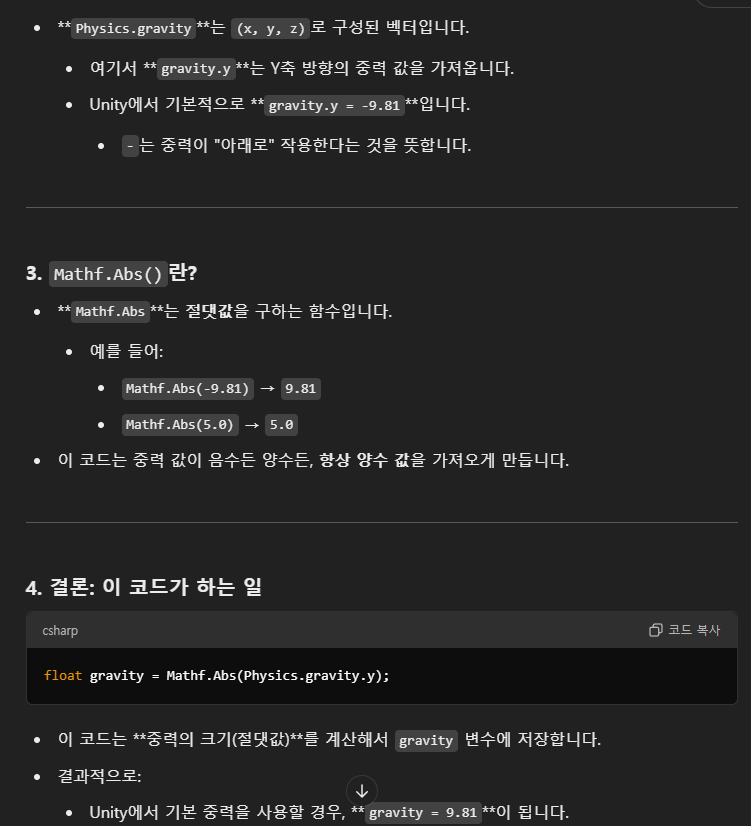 **Physics.gravity**는 (x, y, z)로 구성된 벡터입니다.
여기서 **gravity.y**는 Y축 방향의 중력 값을 가져옵니다.
Unity에서 기본적으로 **gravity.y = -9.81**입니다.
-는 중력이 "아래로" 작용한다는 것을 뜻합니다.
3. Mathf.Abs()란?
**Mathf.Abs**는 절댓값을 구하는 함수입니다.
예를 들어:
Mathf.Abs(-9.81) → 9.81
Mathf.Abs(5.0) → 5.0
이 코드는 중력 값이 음수든 양수든, 항상 양수 값을 가져오게 만듭니다.
4. 결론: 이 코드가 하는 일
csharp 코드 복사
float gravity = Mathf.Abs(Physics.gravity.y);
이 코드는 **중력의 크기(절댓값)**를 계산해서 gravity 변수에 저장합니다.
결과적으로:
Unity에서 기본 중력을 사용할 경우, **gravity = 9.81**이 됩니다.